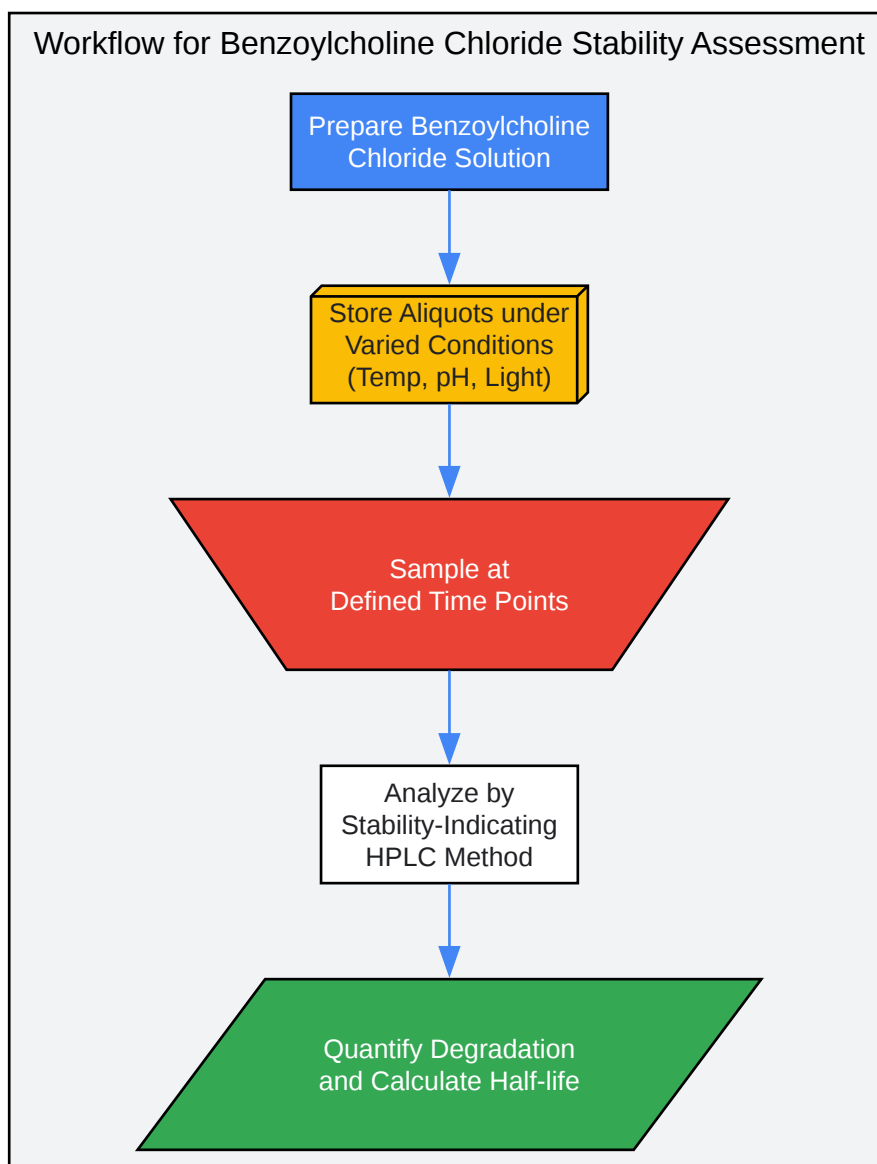 Workflow for Benzoylcholine Chloride Stability Assessment
Prepare Benzoylcholine
Chloride Solution
Store Aliquots under
Varied Conditions
(Temp, pH, Light)
Sample at
Defined Time Points
Analyze by
Stability-Indicating
HPLC Method
Quantify Degradation
and Calculate Half-life